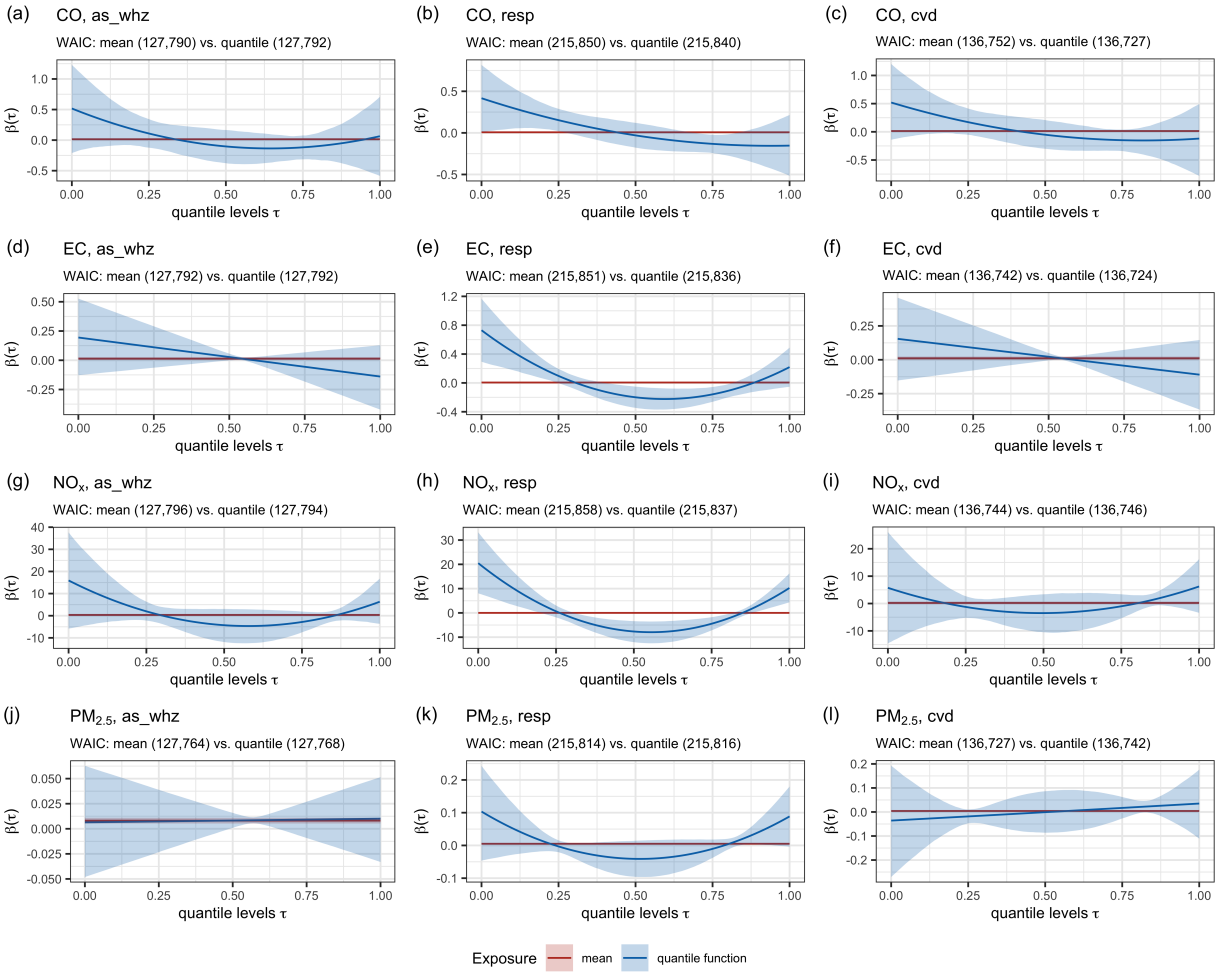 (a) CO, as_whz
WAIC: mean (127,790) vs. quantile (127,792)
β(τ)
1.0
0.5
0.0
-0.5
0.00 0.25 0.50 0.75 1.00
quantile levels τ
(b) CO, resp
WAIC: mean (215,850) vs. quantile (215,840)
β(τ)
0.5
0.0
-0.5
0.00 0.25 0.50 0.75 1.00
quantile levels τ
(c) CO, cvd
WAIC: mean (136,752) vs. quantile (136,727)
β(τ)
1.0
0.5
0.0
-0.5
0.00 0.25 0.50 0.75 1.00
quantile levels τ
(d) EC, as_whz
WAIC: mean (127,792) vs. quantile (127,792)
β(τ)
0.50
0.25
0.00
-0.25
0.00 0.25 0.50 0.75 1.00
quantile levels τ
(e) EC, resp
WAIC: mean (215,851) vs. quantile (215,836)
β(τ)
1.2
0.8
0.4
0.0
-0.4
0.00 0.25 0.50 0.75 1.00
quantile levels τ
(f) EC, cvd
WAIC: mean (136,742) vs. quantile (136,724)
β(τ)
0.25
0.00
-0.25
0.00 0.25 0.50 0.75 1.00
quantile levels τ
(g) NOₓ, as_whz
WAIC: mean (127,796) vs. quantile (127,794)
β(τ)
40
30
20
10
0
-10
0.00 0.25 0.50 0.75 1.00
quantile levels τ
(h) NOₓ, resp
WAIC: mean (215,858) vs. quantile (215,837)
β(τ)
30
20
10
0
-10
0.00 0.25 0.50 0.75 1.00
quantile levels τ
(i) NOₓ, cvd
WAIC: mean (136,744) vs. quantile (136,746)
β(τ)
20
10
0
-10
0.00 0.25 0.50 0.75 1.00
quantile levels τ
(j) PM₂.₅, as_whz
WAIC: mean (127,764) vs. quantile (127,768)
β(τ)
0.050
0.025
0.000
-0.025
-0.050
0.00 0.25 0.50 0.75 1.00
quantile levels τ
(k) PM₂.₅, resp
WAIC: mean (215,814) vs. quantile (215,816)
β(τ)
0.2
0.1
0.0
-0.1
0.00 0.25 0.50 0.75 1.00
quantile levels τ
(l) PM₂.₅, cvd
WAIC: mean (136,727) vs. quantile (136,742)
β(τ)
0.2
0.1
0.0
-0.1
-0.2
0.00 0.25 0.50 0.75 1.00
quantile levels τ
Exposure mean quantile function